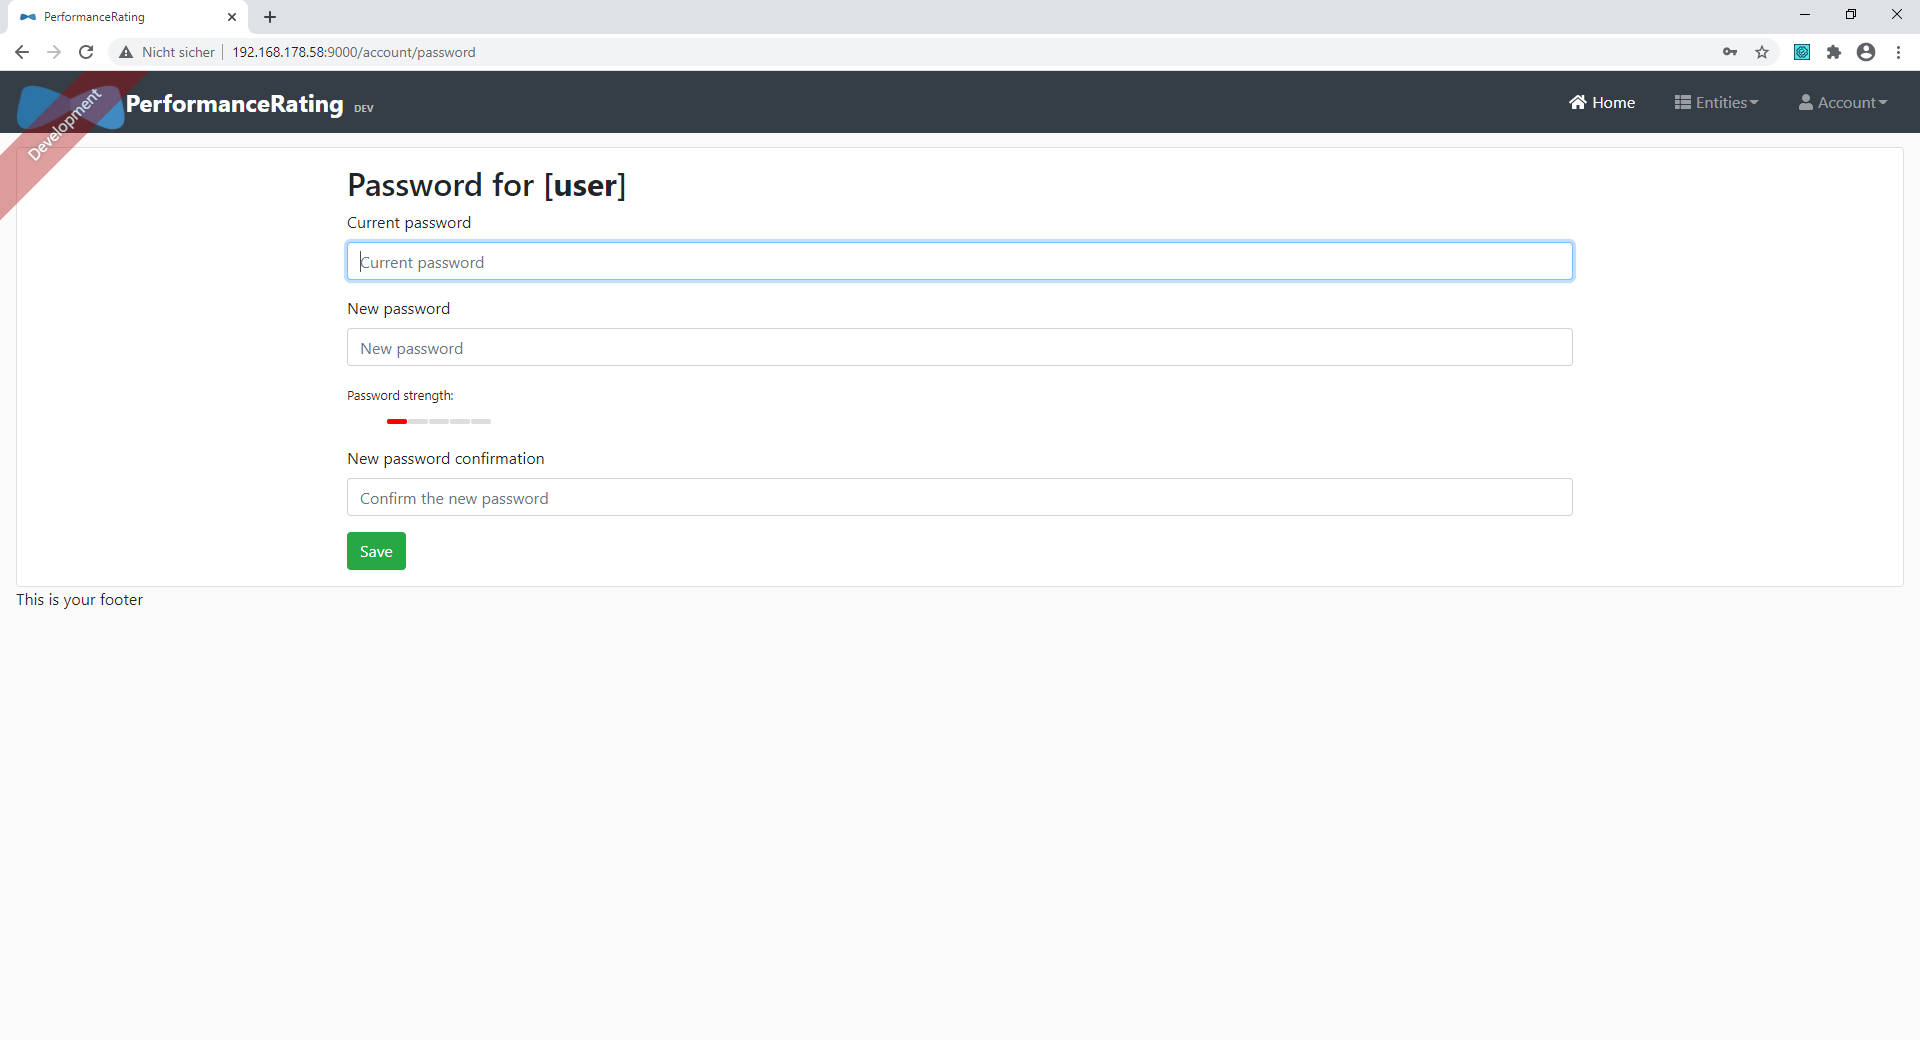 PerformanceRating
Nicht sicher 192.168.178.58:9000/account/password
Development
PerformanceRating DEV
Home Entities Account
Password for [user]
Current password
Current password
New password
New password
Password strength:
New password confirmation
Confirm the new password
Save
This is your footer